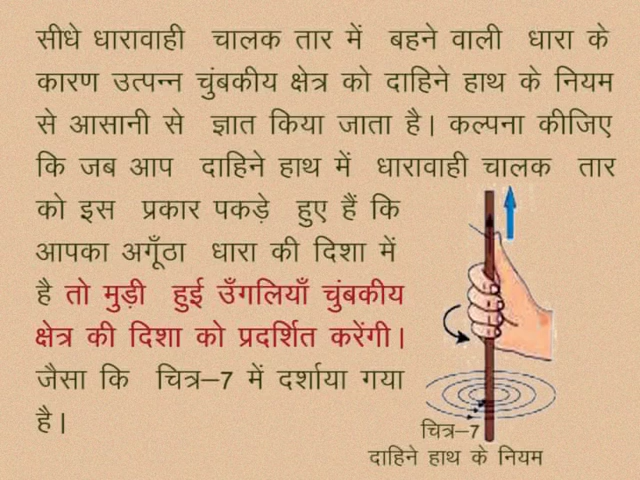 सीधे धारावाही चालक तार में बहने वाली धारा के
कारण उत्पन्न चुंबकीय क्षेत्र को दाहिने हाथ के नियम
से आसानी से ज्ञात किया जाता है। कल्पना कीजिए
कि जब आप दाहिने हाथ में धारावाही चालक तार
को इस प्रकार पकड़े हुए हैं कि
आपका अगूँठा धारा की दिशा में
है तो मुड़ी हुई उँगलियाँ चुंबकीय
क्षेत्र की दिशा को प्रदर्शित करेंगी।
जैसा कि चित्र–7 में दर्शाया गया
है।
चित्र–7
दाहिने हाथ के नियम